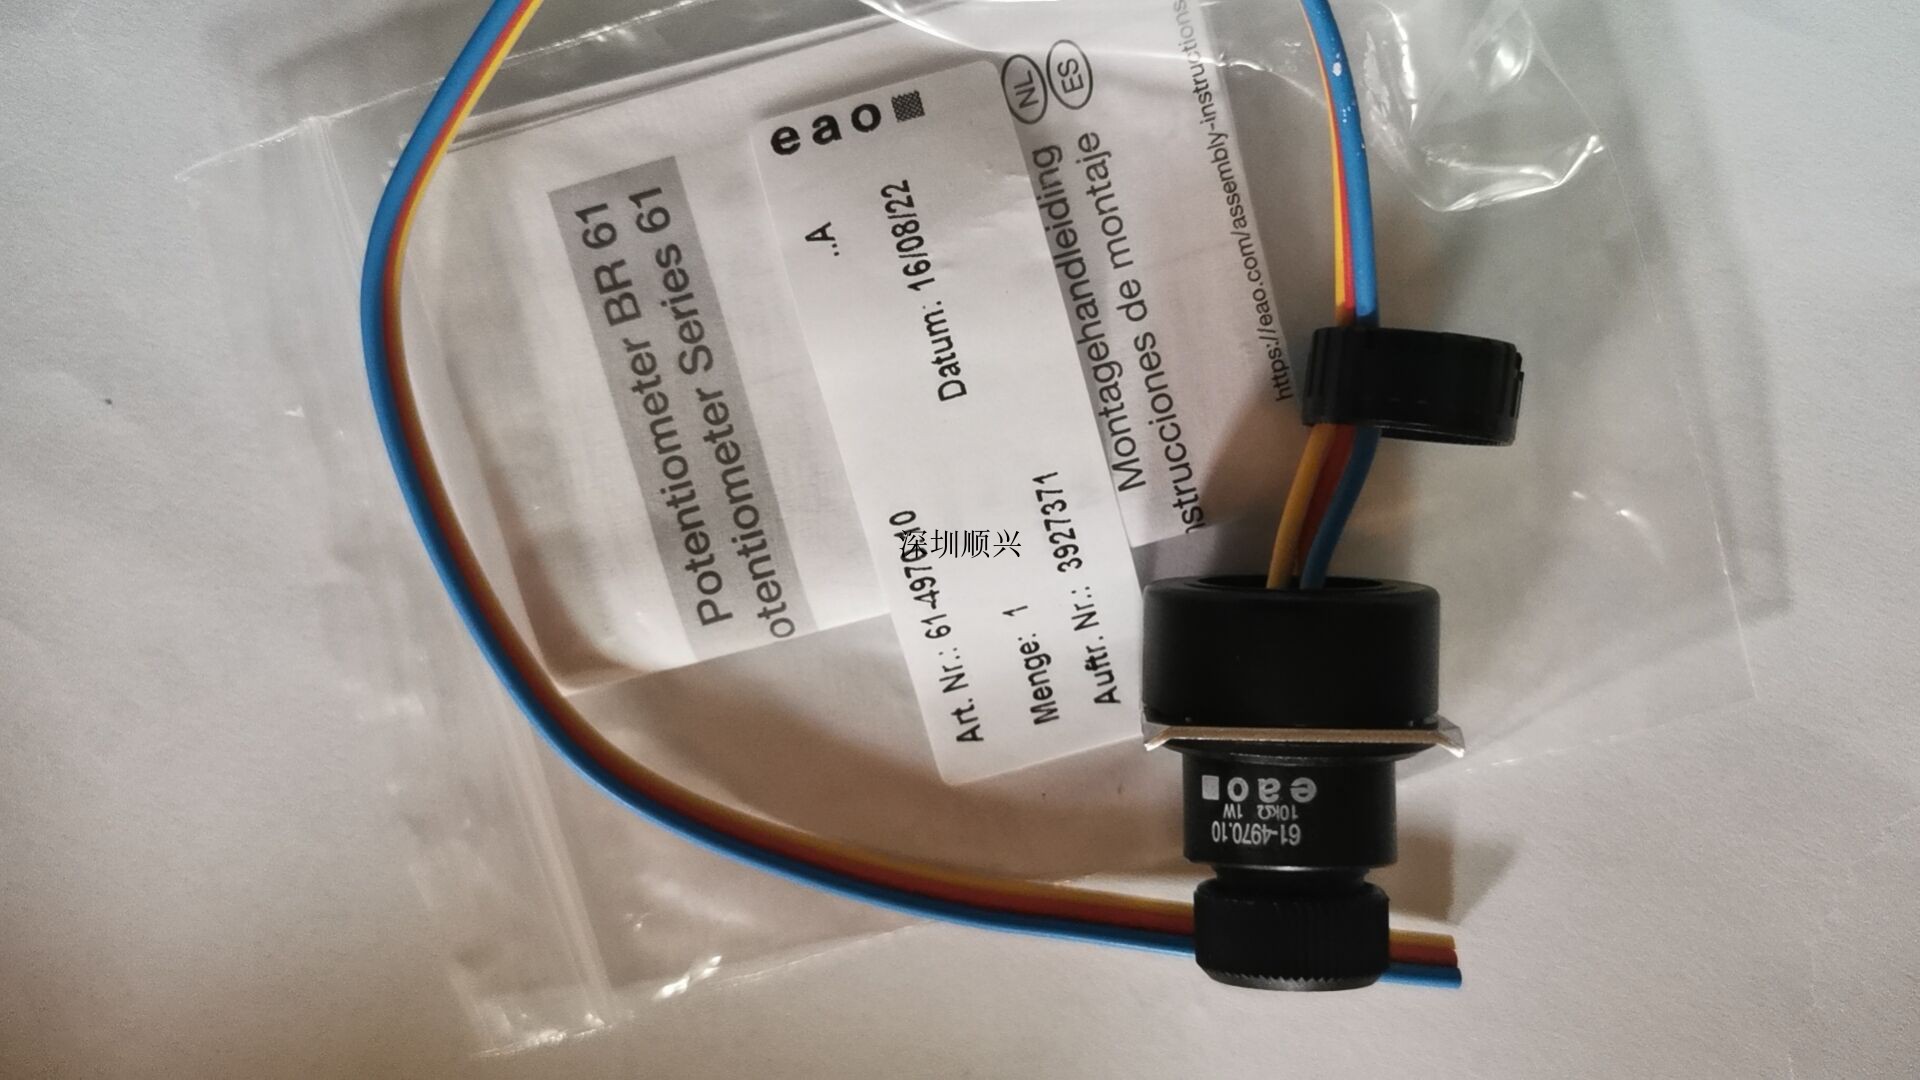 Potentiometer BR 61
otentiometer Series 61
eao
..A
Datum: 16/08/22
Art. Nr.: 61-4970.10
Menge: 1
Auftr. Nr.: 3927371
NL
ES
Montagehandleiding
nstrucciones de montaje
https://eao.com/assembly-instructions
深圳顺兴
eao
10kΩ 1W
61-4970.10